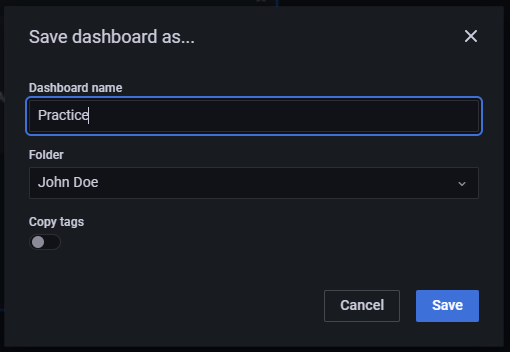 Save dashboard as...
Dashboard name
Practice
Folder
John Doe
Copy tags
Cancel
Save